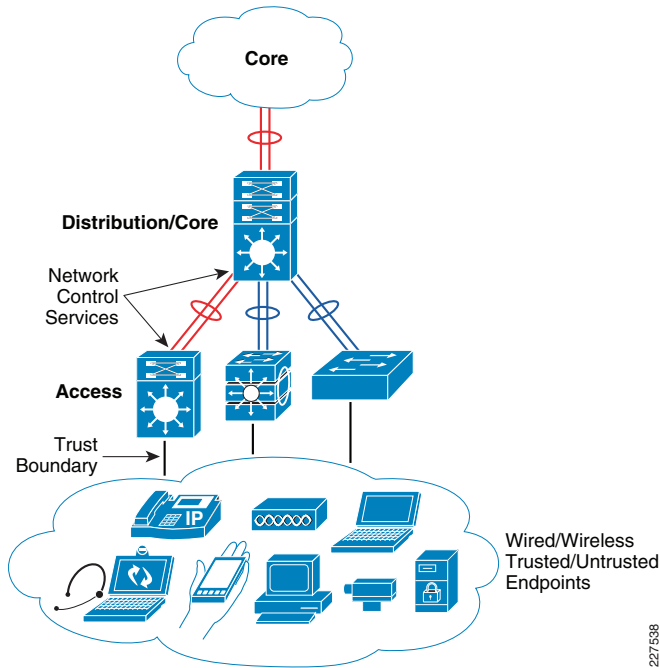 Core
Distribution/Core
Network
Control
Services
Access
Trust
Boundary
IP
Wired/Wireless
Trusted/Untrusted
Endpoints
227538